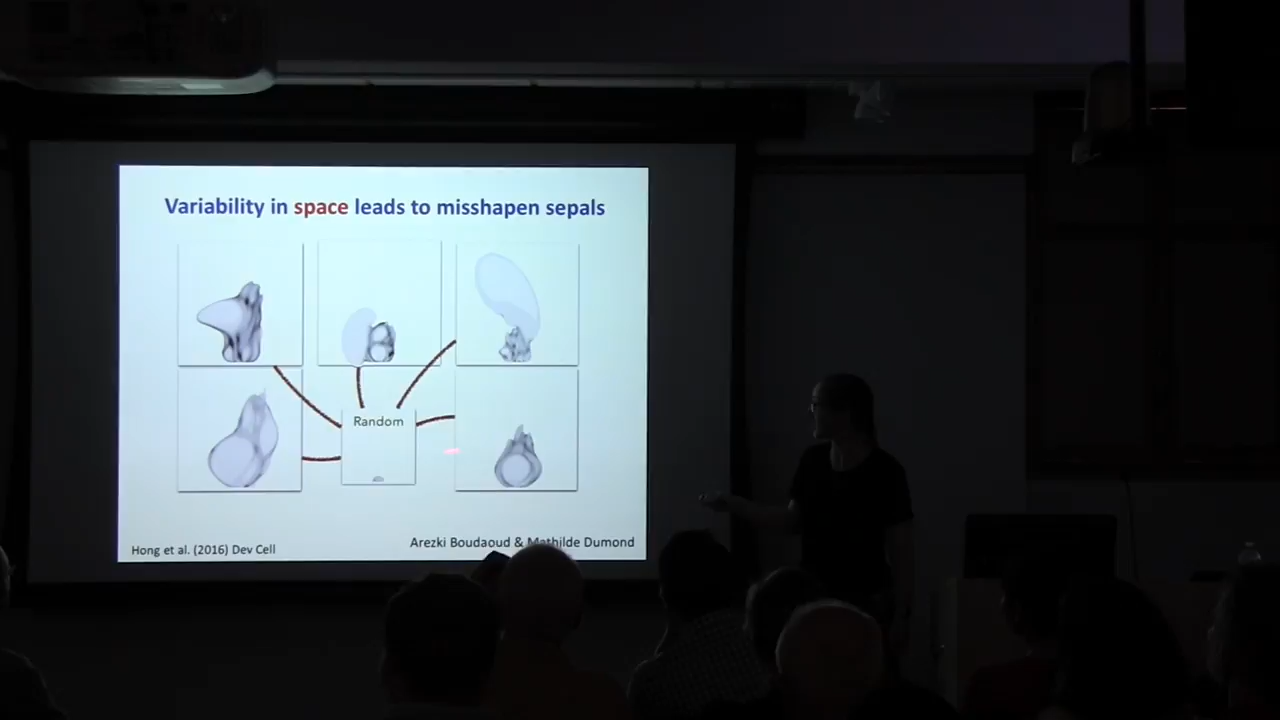 Variability in space leads to misshapen sepals
Random
Hong et al. (2016) Dev Cell
Arezki Boudaoud & Mathilde Dumond